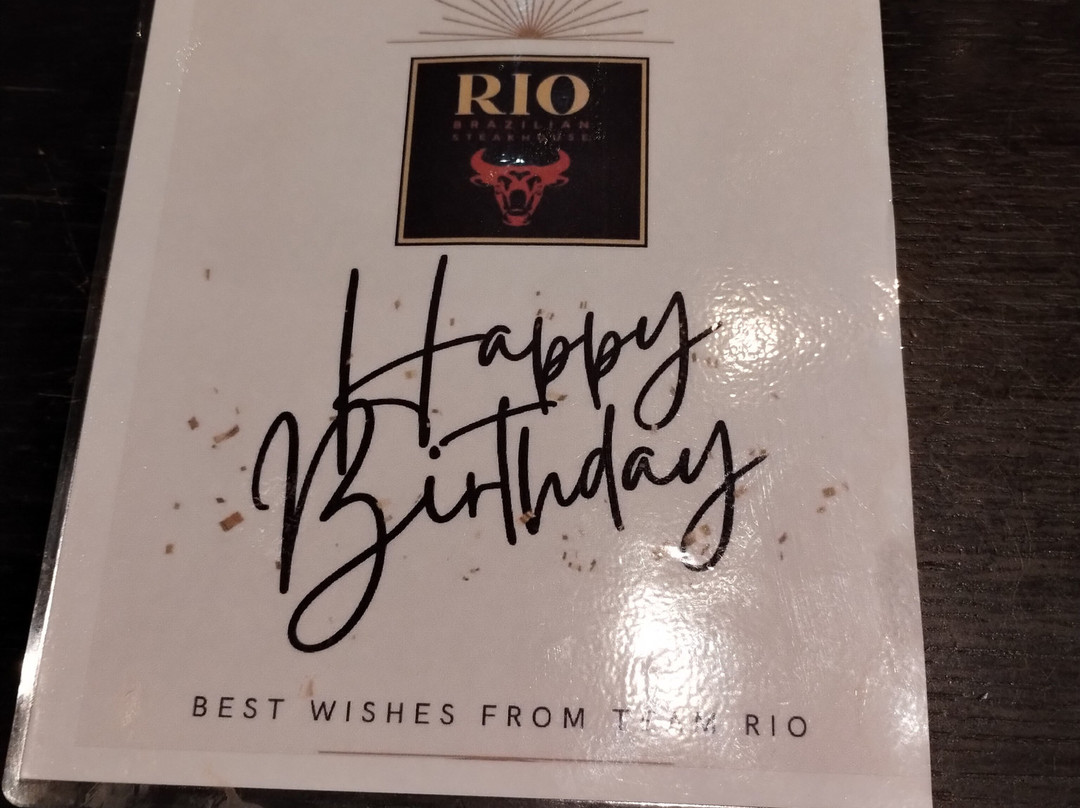 RIO
BRAZILIAN
STEAKHOUSE
Happy
Birthday
BEST WISHES FROM TEAM RIO